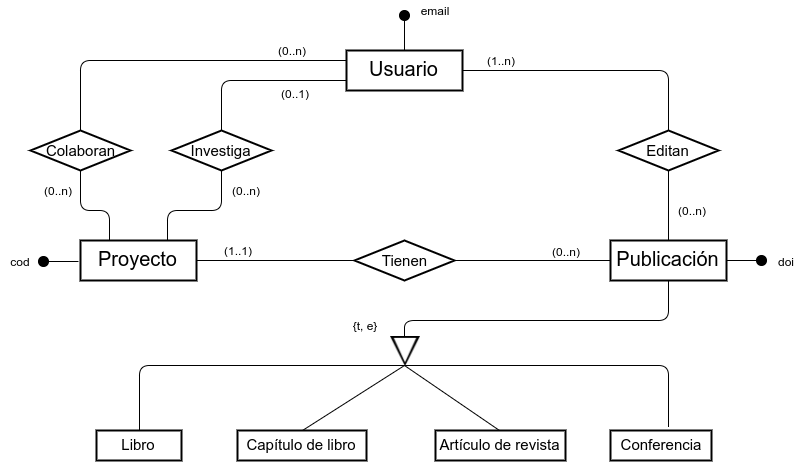 email
(0..n)
Usuario
(1..n)
(0..1)
Colaboran
Investiga
Editan
(0..n)
(0..n)
(0..n)
cod
Proyecto
(1..1)
Tienen
(0..n)
Publicación
doi
{t, e}
Libro
Capítulo de libro
Artículo de revista
Conferencia